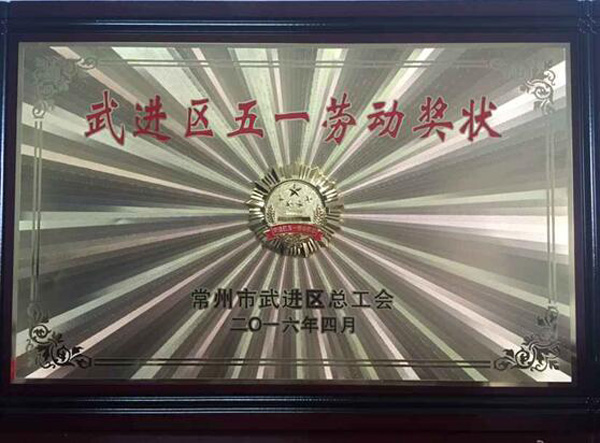 武进区五一劳动奖状
常州市武进区总工会
二〇一六年四月